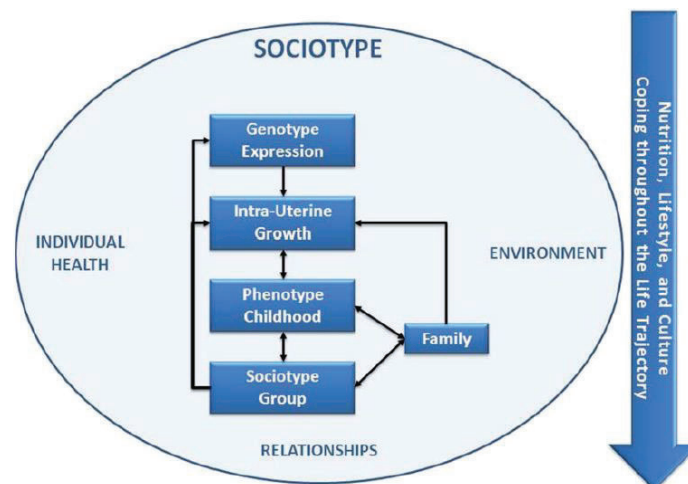 SOCIOTYPE
Genotype
Expression
Intra-Uterine
Growth
INDIVIDUAL
HEALTH
ENVIRONMENT
Phenotype
Childhood
Family
Sociotype
Group
RELATIONSHIPS
Nutrition, Lifestyle, and Culture
Coping throughout the Life Trajectory